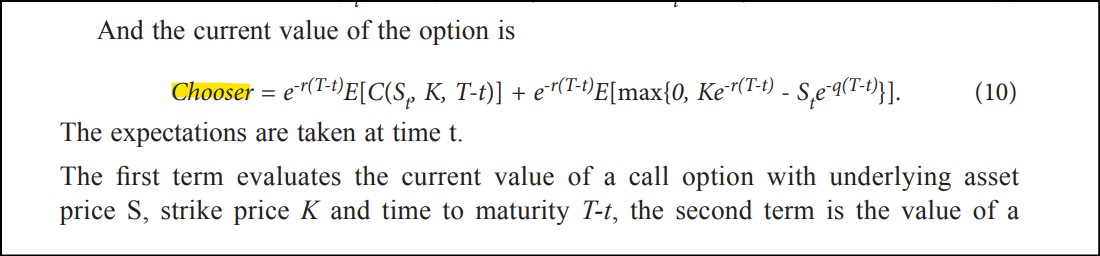 And the current value of the option is
Chooser = e^{-r(T-t)}E[C(S_t, K, T-t)] + e^{-r(T-t)}E[max{0, Ke^{-r(T-t)} - S_te^{-q(T-t)}}]. (10)
The expectations are taken at time t.
The first term evaluates the current value of a call option with underlying asset
price S, strike price K and time to maturity T-t, the second term is the value of a